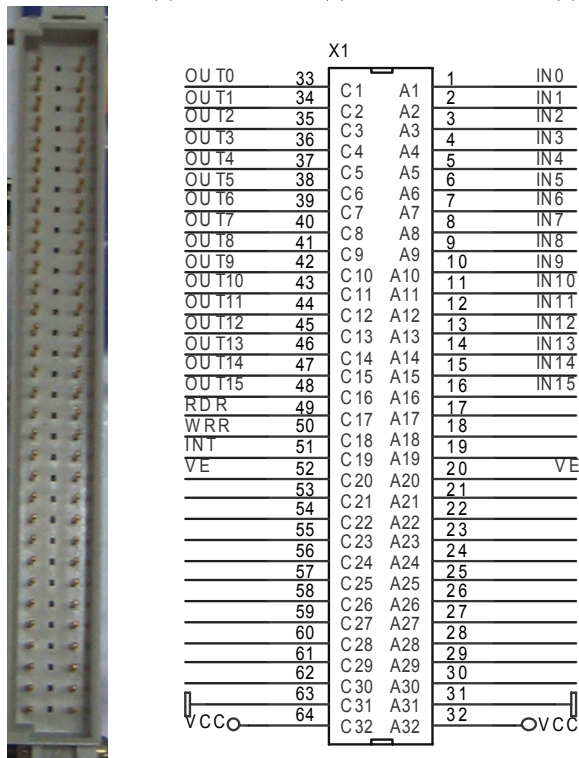 X1
OUT0 33 C1 A1 1 IN0
OUT1 34 C2 A2 2 IN1
OUT2 35 C3 A3 3 IN2
OUT3 36 C4 A4 4 IN3
OUT4 37 C5 A5 5 IN4
OUT5 38 C6 A6 6 IN5
OUT6 39 C7 A7 7 IN6
OUT7 40 C8 A8 8 IN7
OUT8 41 C9 A9 9 IN8
OUT9 42 C10 A10 10 IN9
OUT10 43 C11 A11 11 IN10
OUT11 44 C12 A12 12 IN11
OUT12 45 C13 A13 13 IN12
OUT13 46 C14 A14 14 IN13
OUT14 47 C15 A15 15 IN14
OUT15 48 C16 A16 16 IN15
RDR 49 C17 A17 17
WRR 50 C18 A18 18
INT 51 C19 A19 19
VE 52 C20 A20 20 VE
53 C21 A21 21
54 C22 A22 22
55 C23 A23 23
56 C24 A24 24
57 C25 A25 25
58 C26 A26 26
59 C27 A27 27
60 C28 A28 28
61 C29 A29 29
62 C30 A30 30
63 C31 A31 31
VCC 64 C32 A32 32 VCC